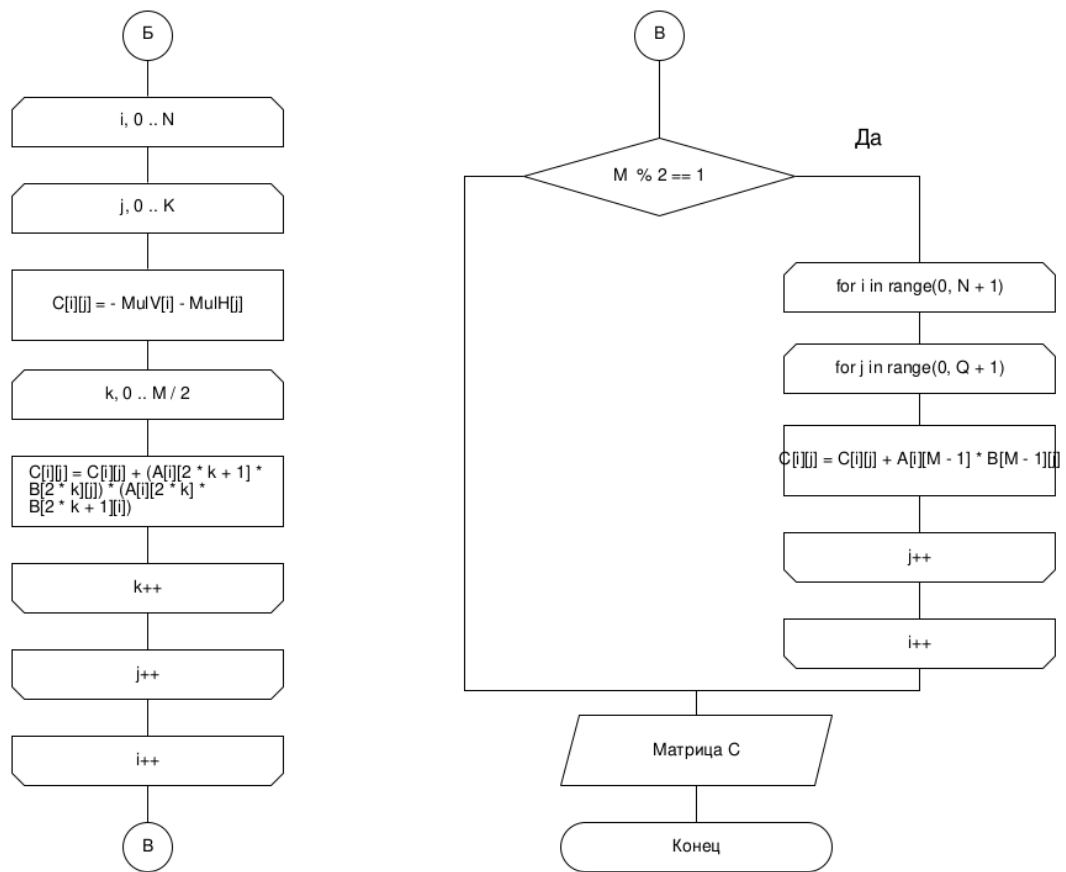 Б
i, 0 .. N
j, 0 .. K
C[i][j] = - MulV[i] - MulH[j]
k, 0 .. M / 2
C[i][j] = C[i][j] + (A[i][2 * k + 1] *
B[2 * k][j]) * (A[i][2 * k] *
B[2 * k + 1][i])
k++
j++
i++
В
В
Да
M % 2 == 1
for i in range(0, N + 1)
for j in range(0, Q + 1)
C[i][j] = C[i][j] + A[i][M - 1] * B[M - 1][j]
j++
i++
Матрица С
Конец